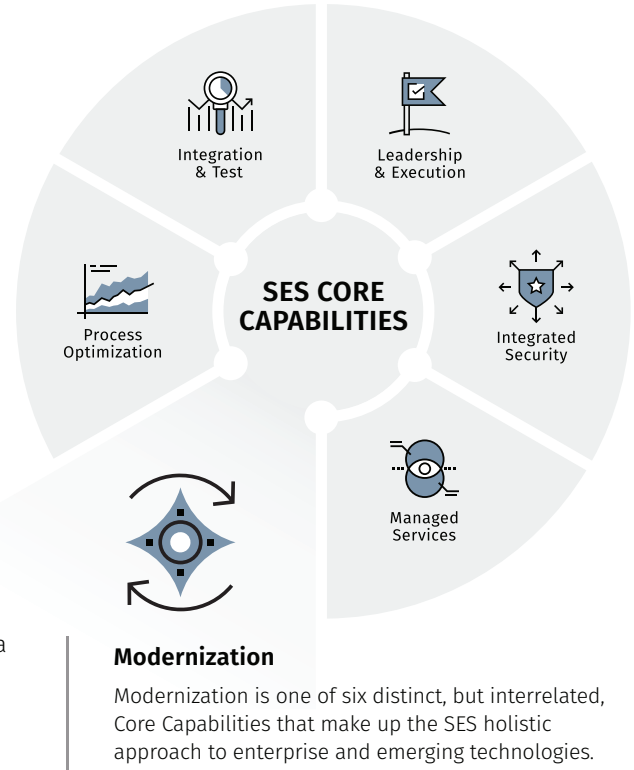 Integration
& Test
Leadership
& Execution
Process
Optimization
SES CORE
CAPABILITIES
Integrated
Security
Managed
Services
a
Modernization
Modernization is one of six distinct, but interrelated,
Core Capabilities that make up the SES holistic
approach to enterprise and emerging technologies.